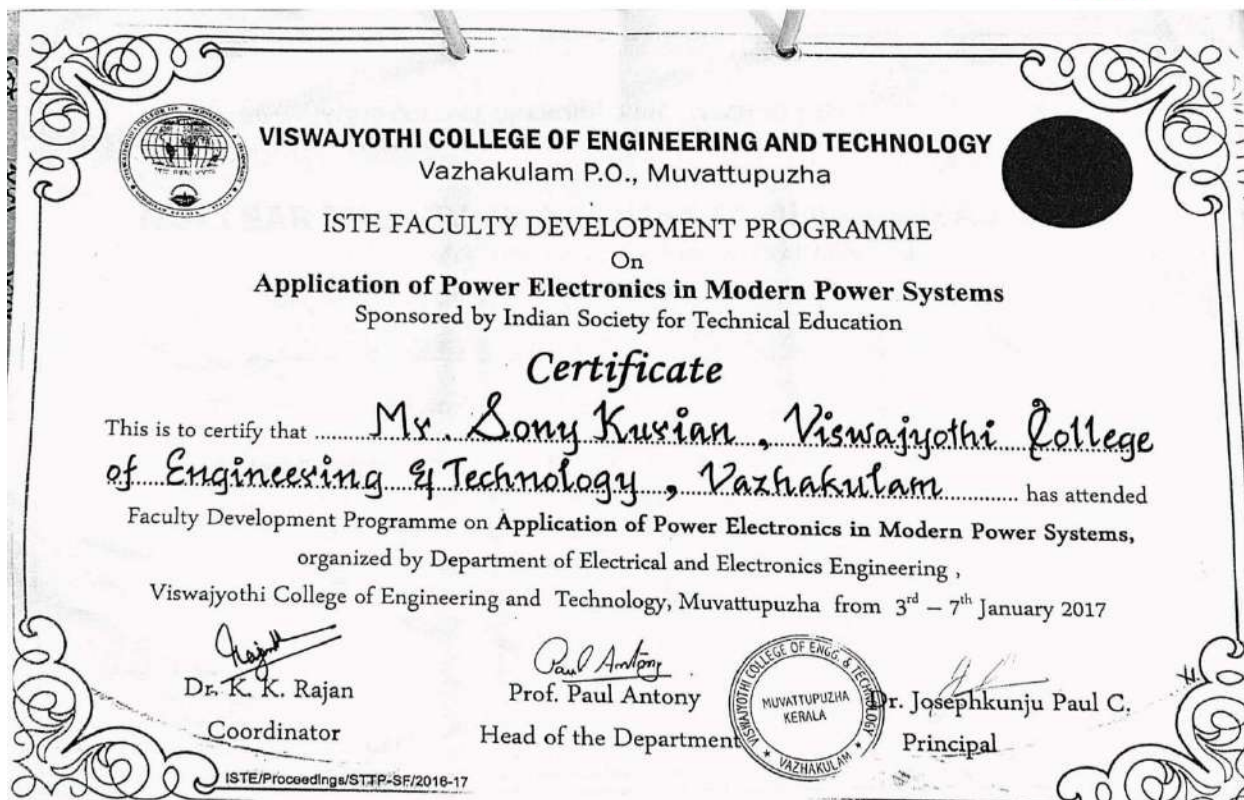 VISWAJYOTHI COLLEGE OF ENGINEERING AND TECHNOLOGY
Vazhakulam P.O., Muvattupuzha
ISTE FACULTY DEVELOPMENT PROGRAMME
On
Application of Power Electronics in Modern Power Systems
Sponsored by Indian Society for Technical Education
Certificate
This is to certify that Mr. Sony Kurian, Viswajyothi College
of Engineering & Technology, Vazhakulam has attended
Faculty Development Programme on Application of Power Electronics in Modern Power Systems,
organized by Department of Electrical and Electronics Engineering ,
Viswajyothi College of Engineering and Technology, Muvattupuzha from 3rd – 7th January 2017
Paul Antony
Dr. K. K. Rajan
Prof. Paul Antony
Dr. Josephkunju Paul C.
Coordinator
Head of the Department
Principal
VISWAJYOTHI COLLEGE OF ENGG. & TECHNOLOGY
MUVATTUPUZHA
KERALA
VAZHAKULAM
ISTE/Proceedings/STTP-SF/2016-17